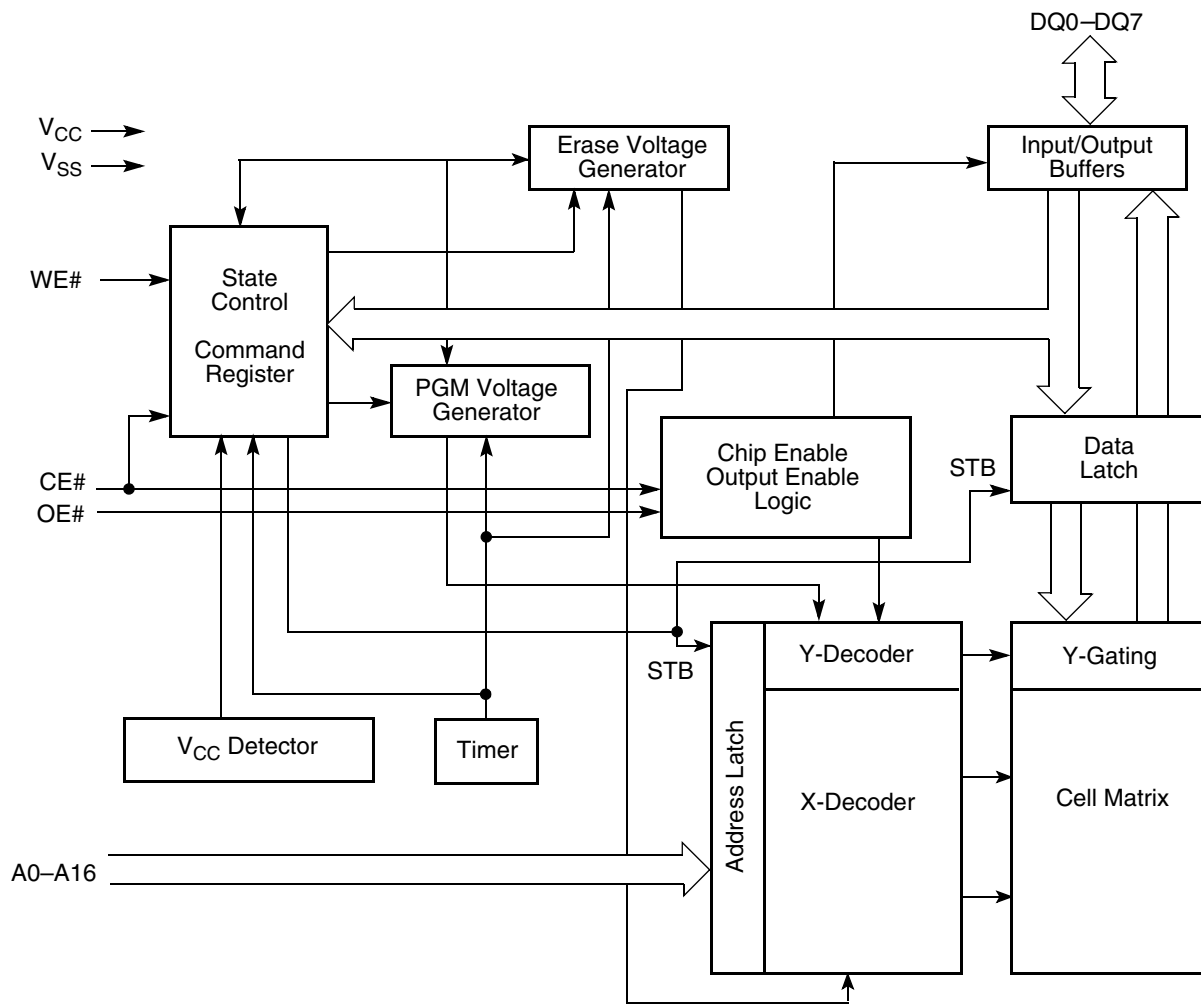 DQ0–DQ7
VCC
VSS
Erase Voltage
Generator
Input/Output
Buffers
WE#
State
Control
Command
Register
PGM Voltage
Generator
Chip Enable
Output Enable
Logic
STB
Data
Latch
CE#
OE#
STB
Y-Decoder
Y-Gating
VCC Detector
Timer
Address Latch
X-Decoder
Cell Matrix
A0–A16